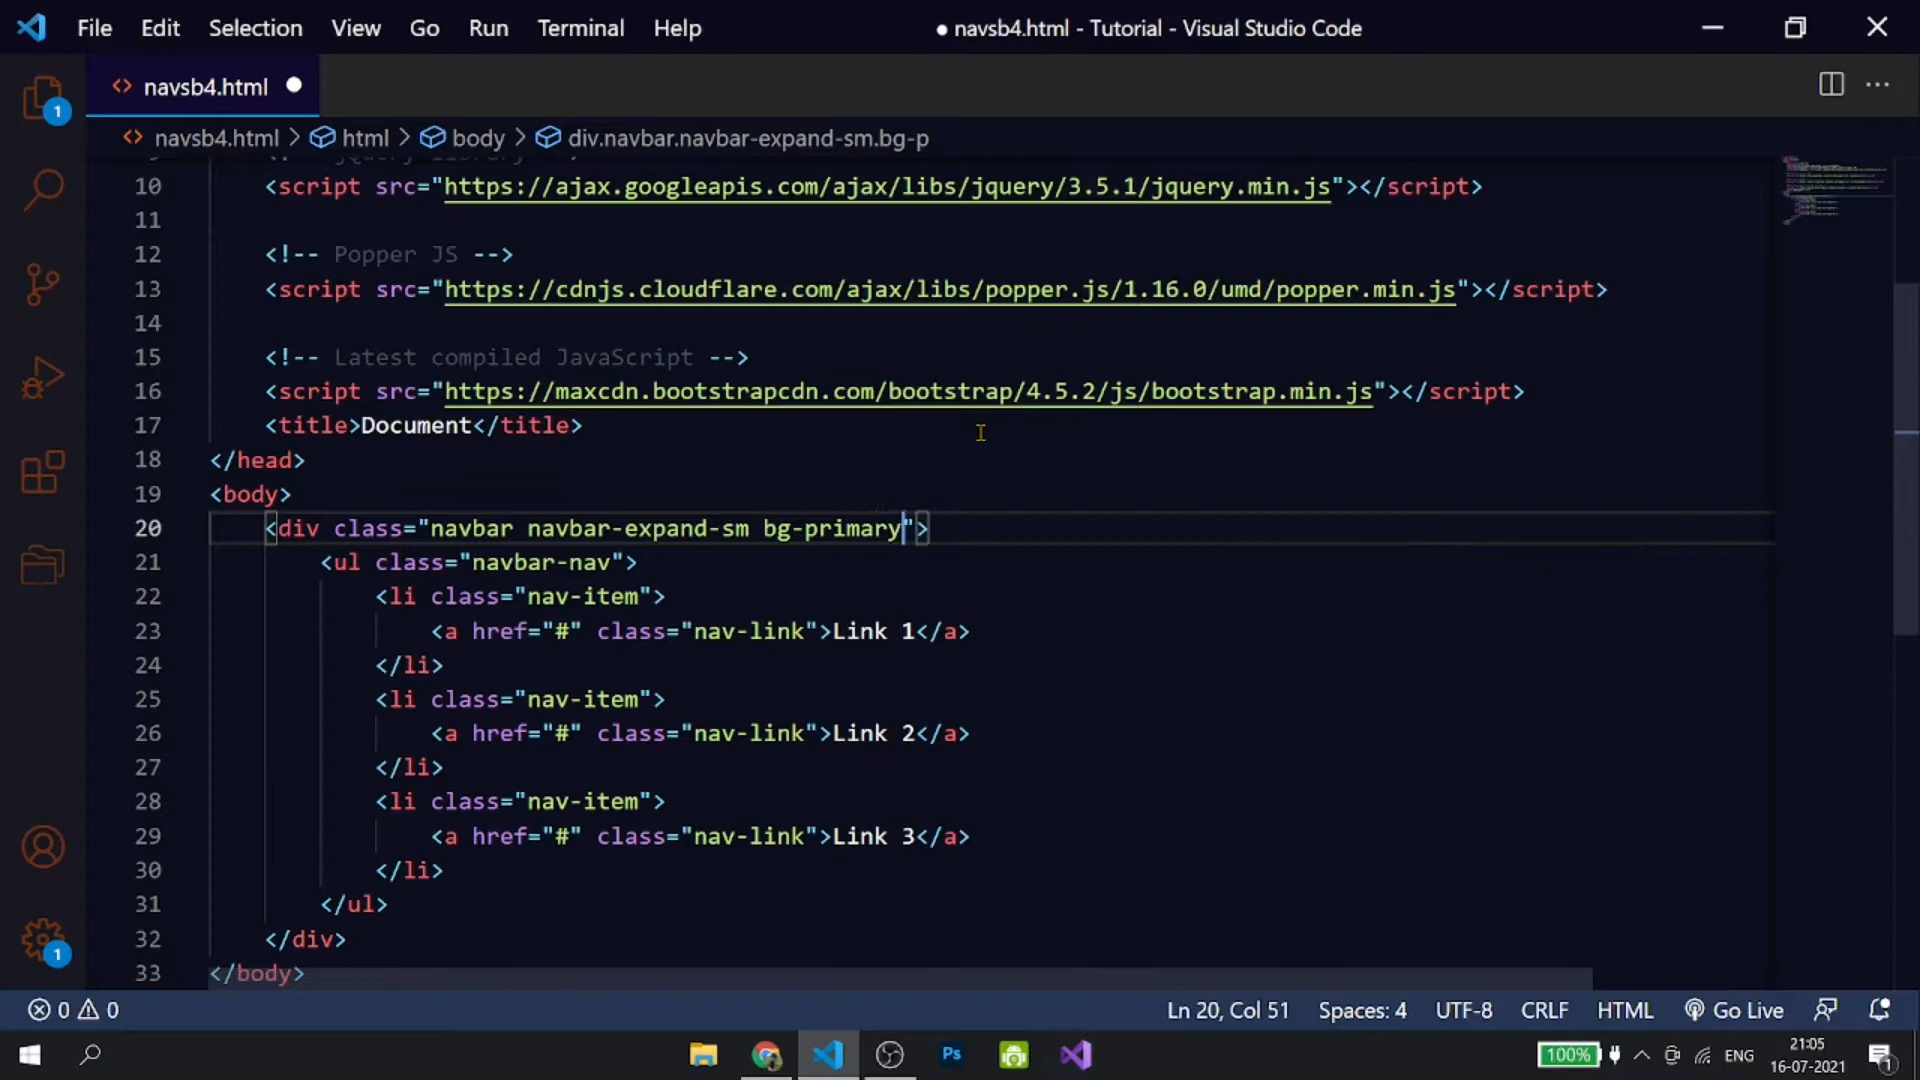 File Edit Selection View Go Run Terminal Help
● navsb4.html - Tutorial - Visual Studio Code
<> navsb4.html ●
1
<> navsb4.html > html > body > div.navbar.navbar-expand-sm.bg-p
10 <script src="https://ajax.googleapis.com/ajax/libs/jquery/3.5.1/jquery.min.js"></script>
11
12 <!-- Popper JS -->
13 <script src="https://cdnjs.cloudflare.com/ajax/libs/popper.js/1.16.0/umd/popper.min.js"></script>
14
15 <!-- Latest compiled JavaScript -->
16 <script src="https://maxcdn.bootstrapcdn.com/bootstrap/4.5.2/js/bootstrap.min.js"></script>
17 <title>Document</title>
18 </head>
19 <body>
20 <div class="navbar navbar-expand-sm bg-primary">
21 <ul class="navbar-nav">
22 <li class="nav-item">
23 <a href="#" class="nav-link">Link 1</a>
24 </li>
25 <li class="nav-item">
26 <a href="#" class="nav-link">Link 2</a>
27 </li>
28 <li class="nav-item">
29 <a href="#" class="nav-link">Link 3</a>
30 </li>
31 </ul>
32 </div>
33 </body>
1
0 0 Ln 20, Col 51 Spaces: 4 UTF-8 CRLF HTML Go Live
Ps 100% ENG 21:05
16-07-2021 1